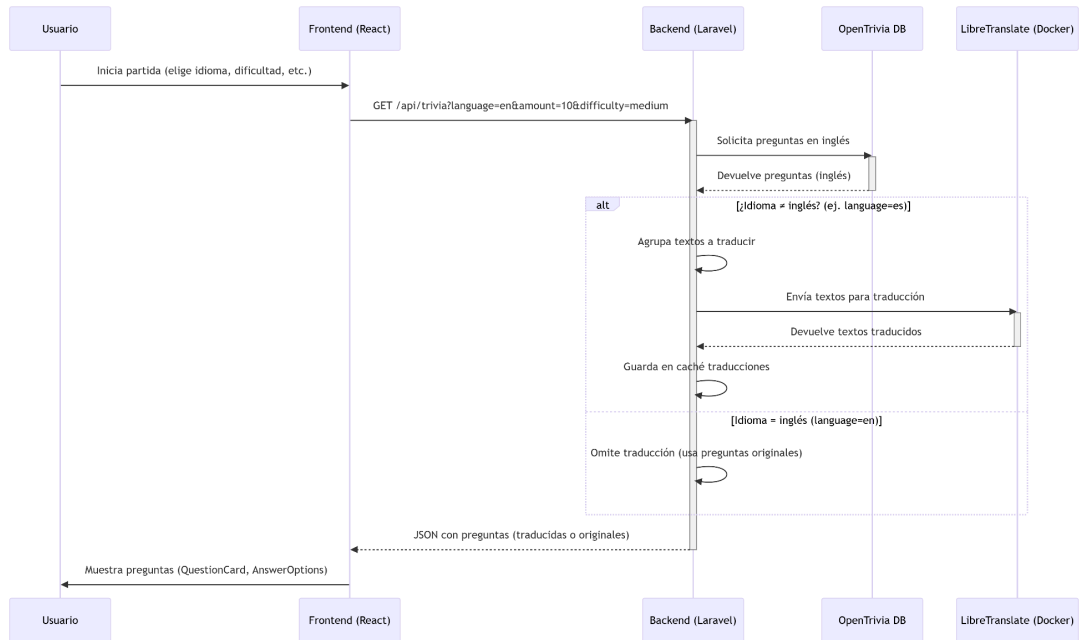 Usuario
Frontend (React)
Backend (Laravel)
OpenTrivia DB
LibreTranslate (Docker)
Inicia partida (elige idioma, dificultad, etc.)
GET /api/trivia?language=en&amount=10&difficulty=medium
Solicita preguntas en inglés
Devuelve preguntas (inglés)
alt
[¿Idioma ≠ inglés? (ej. language=es)]
Agrupa textos a traducir
Envía textos para traducción
Devuelve textos traducidos
Guarda en caché traducciones
[Idioma = inglés (language=en)]
Omite traducción (usa preguntas originales)
JSON con preguntas (traducidas o originales)
Muestra preguntas (QuestionCard, AnswerOptions)
Usuario
Frontend (React)
Backend (Laravel)
OpenTrivia DB
LibreTranslate (Docker)